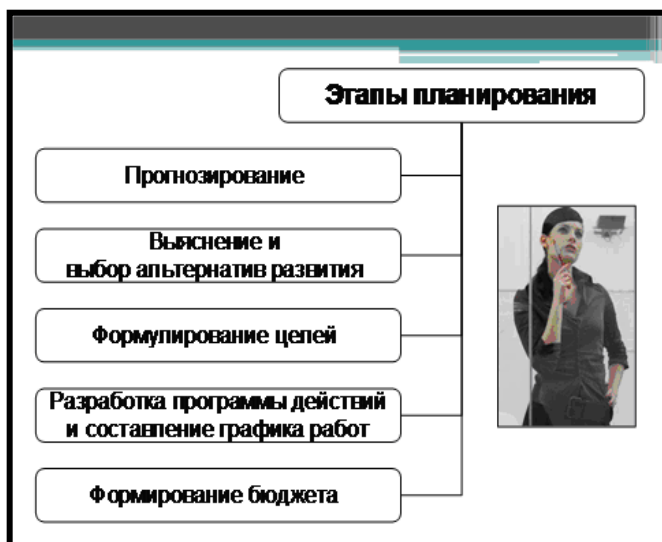 Этапы планирования
Прогнозирование
Выяснение и
выбор альтернатив развития
Формулирование целей
Разработка программы действий
и составление графика работ
Формирование бюджета